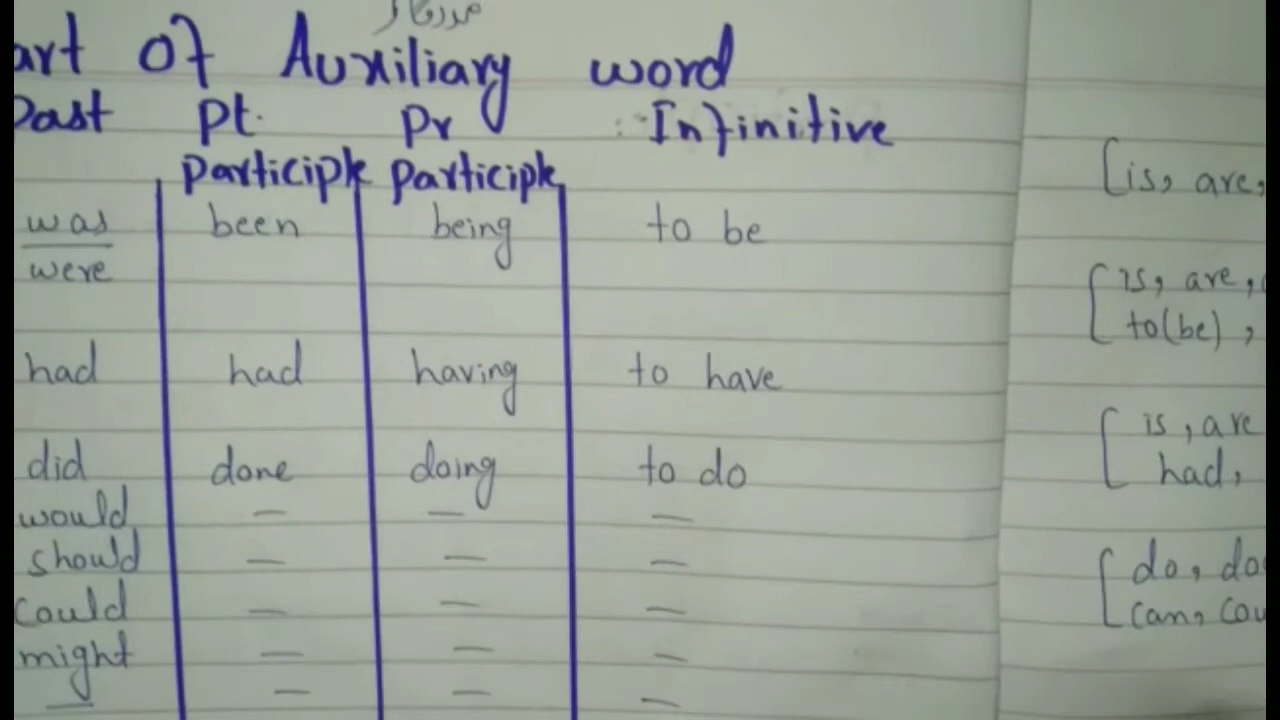 مددگار
art of Auxiliary word
Past Pt. Pr Infinitive
Participle Participle
was been being to be
were
had had having to have
did done doing to do
would — — —
should — — —
Could — — —
might — — —
— — — —
[is, are,
[is, are,
to(be),
[is, are
had,
[do, do
can, cou